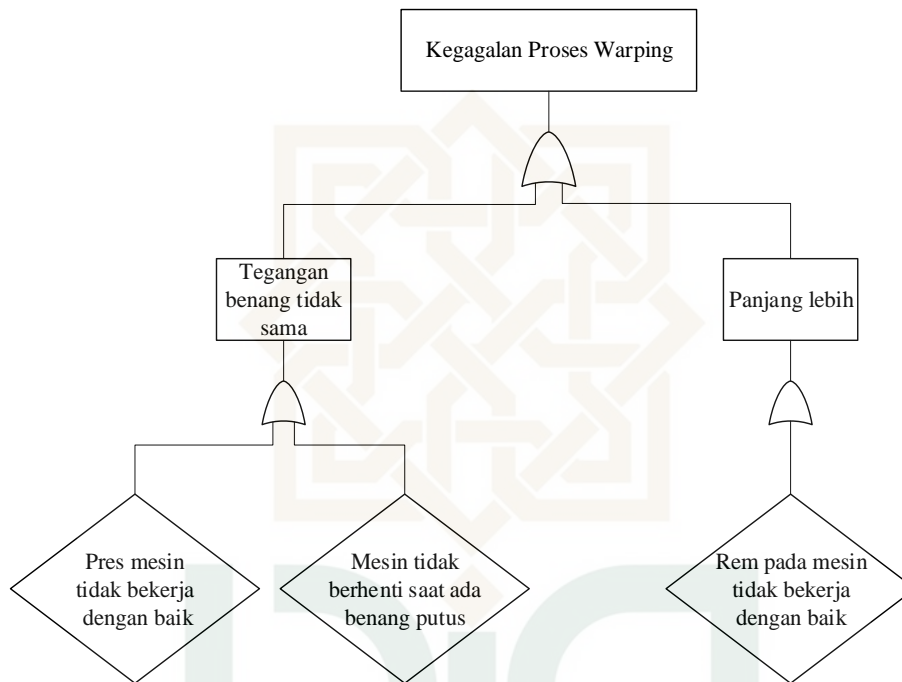 Kegagalan Proses Warping
Tegangan
benang tidak
sama
Panjang lebih
Pres mesin
tidak bekerja
dengan baik
Mesin tidak
berhenti saat ada
benang putus
Rem pada mesin
tidak bekerja
dengan baik